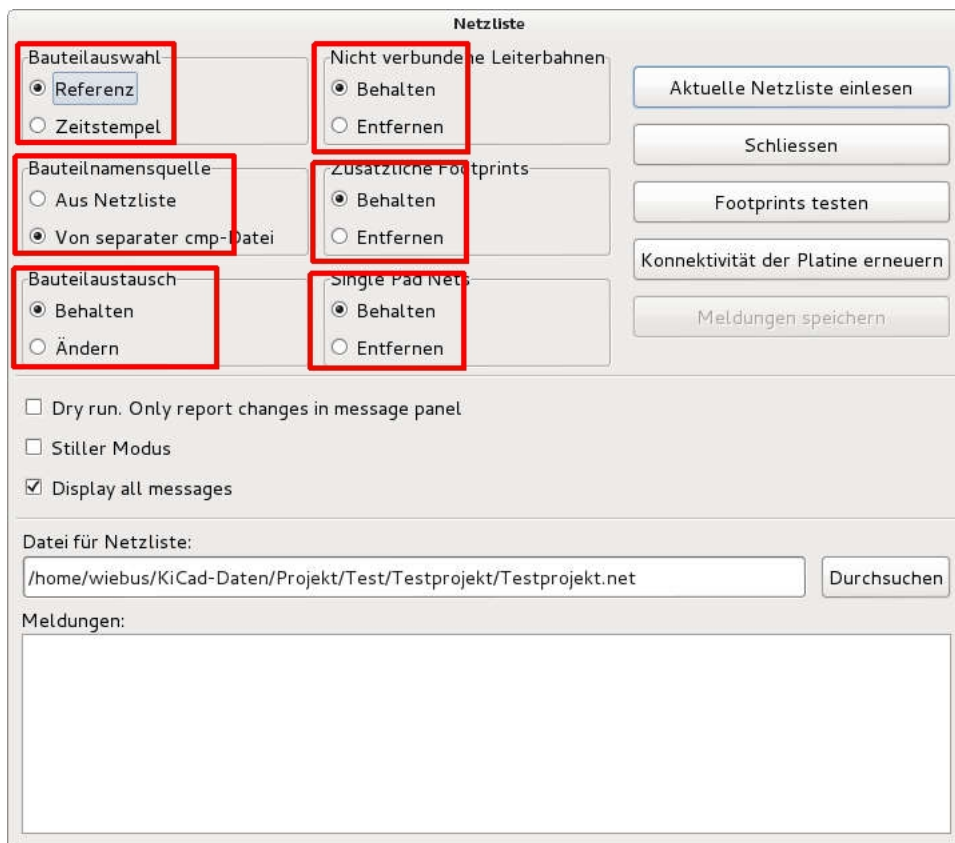 Netzliste
Bauteilauswahl
Referenz
Zeitstempel
Bauteilnamensquelle
Aus Netzliste
Von separater cmp-Datei
Bauteilaustausch
Behalten
Ändern
Nicht verbundene Leiterbahnen
Behalten
Entfernen
Zusätzliche Footprints
Behalten
Entfernen
Single Pad Nets
Behalten
Entfernen
Aktuelle Netzliste einlesen
Schliessen
Footprints testen
Konnektivität der Platine erneuern
Meldungen speichern
Dry run. Only report changes in message panel
Stiller Modus
Display all messages
Datei für Netzliste:
/home/wiebus/KiCad-Daten/Projekt/Test/Testprojekt/Testprojekt.net
Durchsuchen
Meldungen: